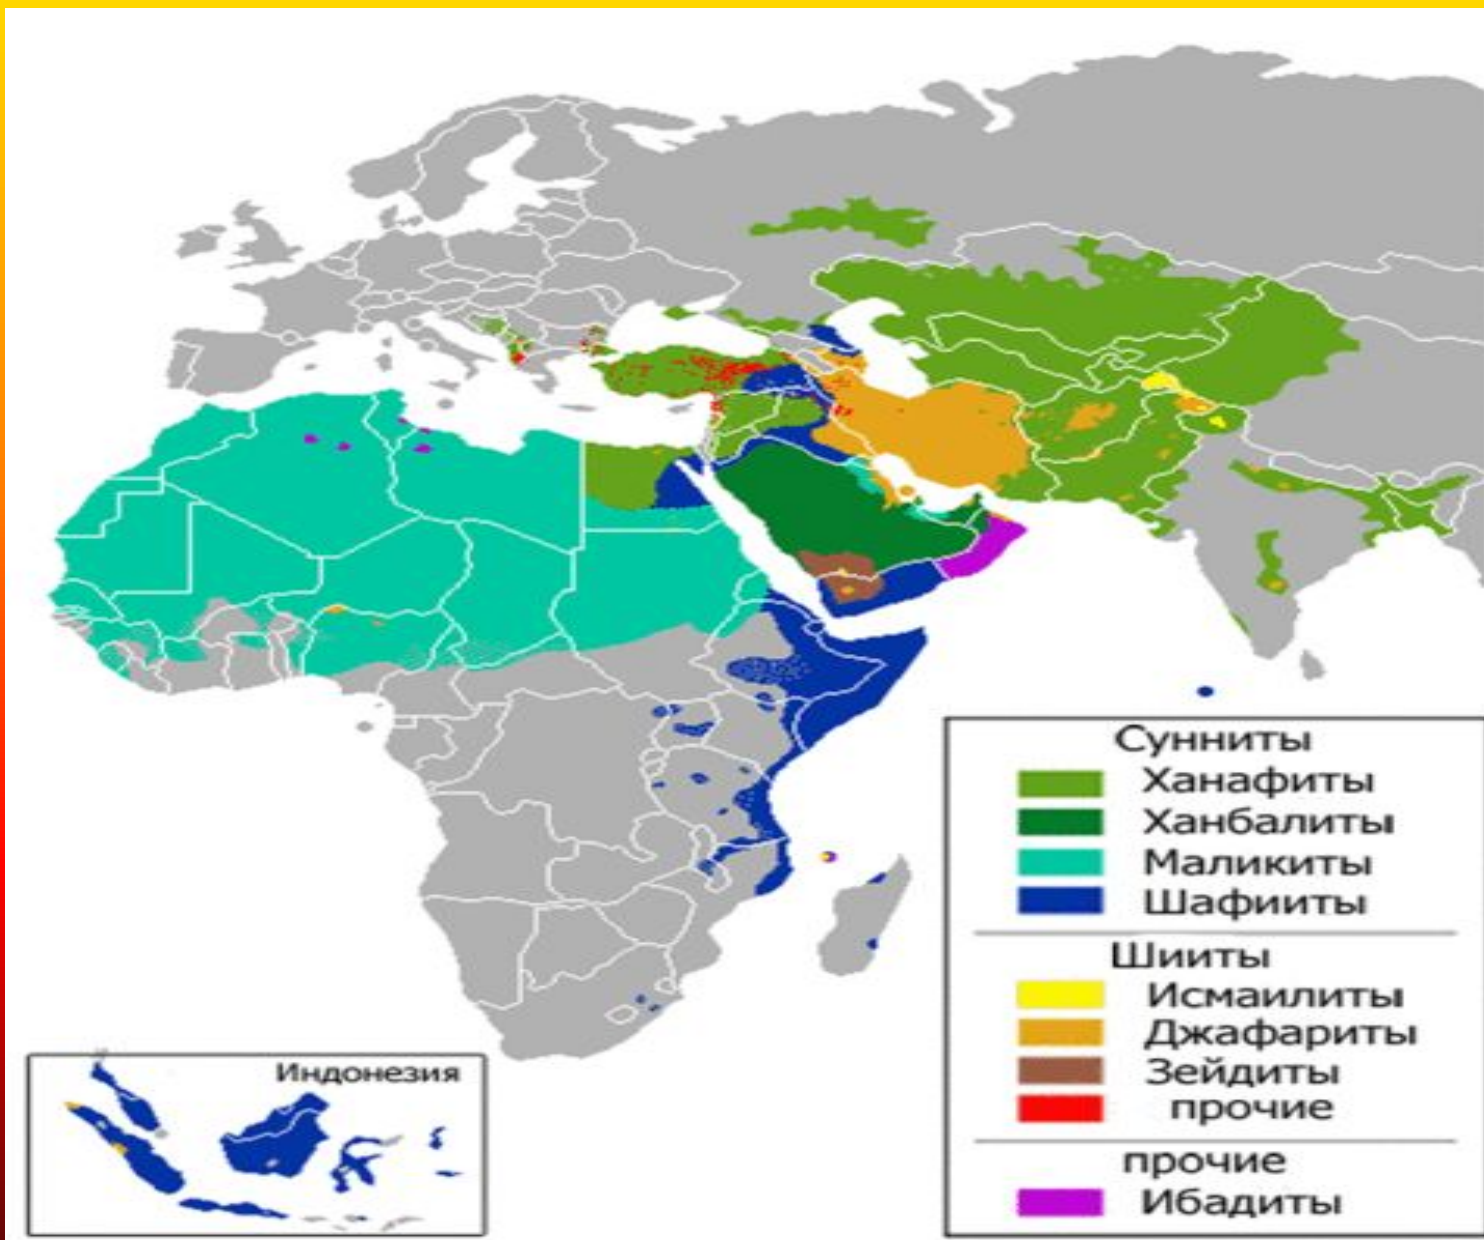 Сунниты
Ханафиты
Ханбалиты
Маликиты
Шафииты
Шииты
Исмаилиты
Джафариты
Зейдиты
прочие
прочие
Ибадиты
Индонезия